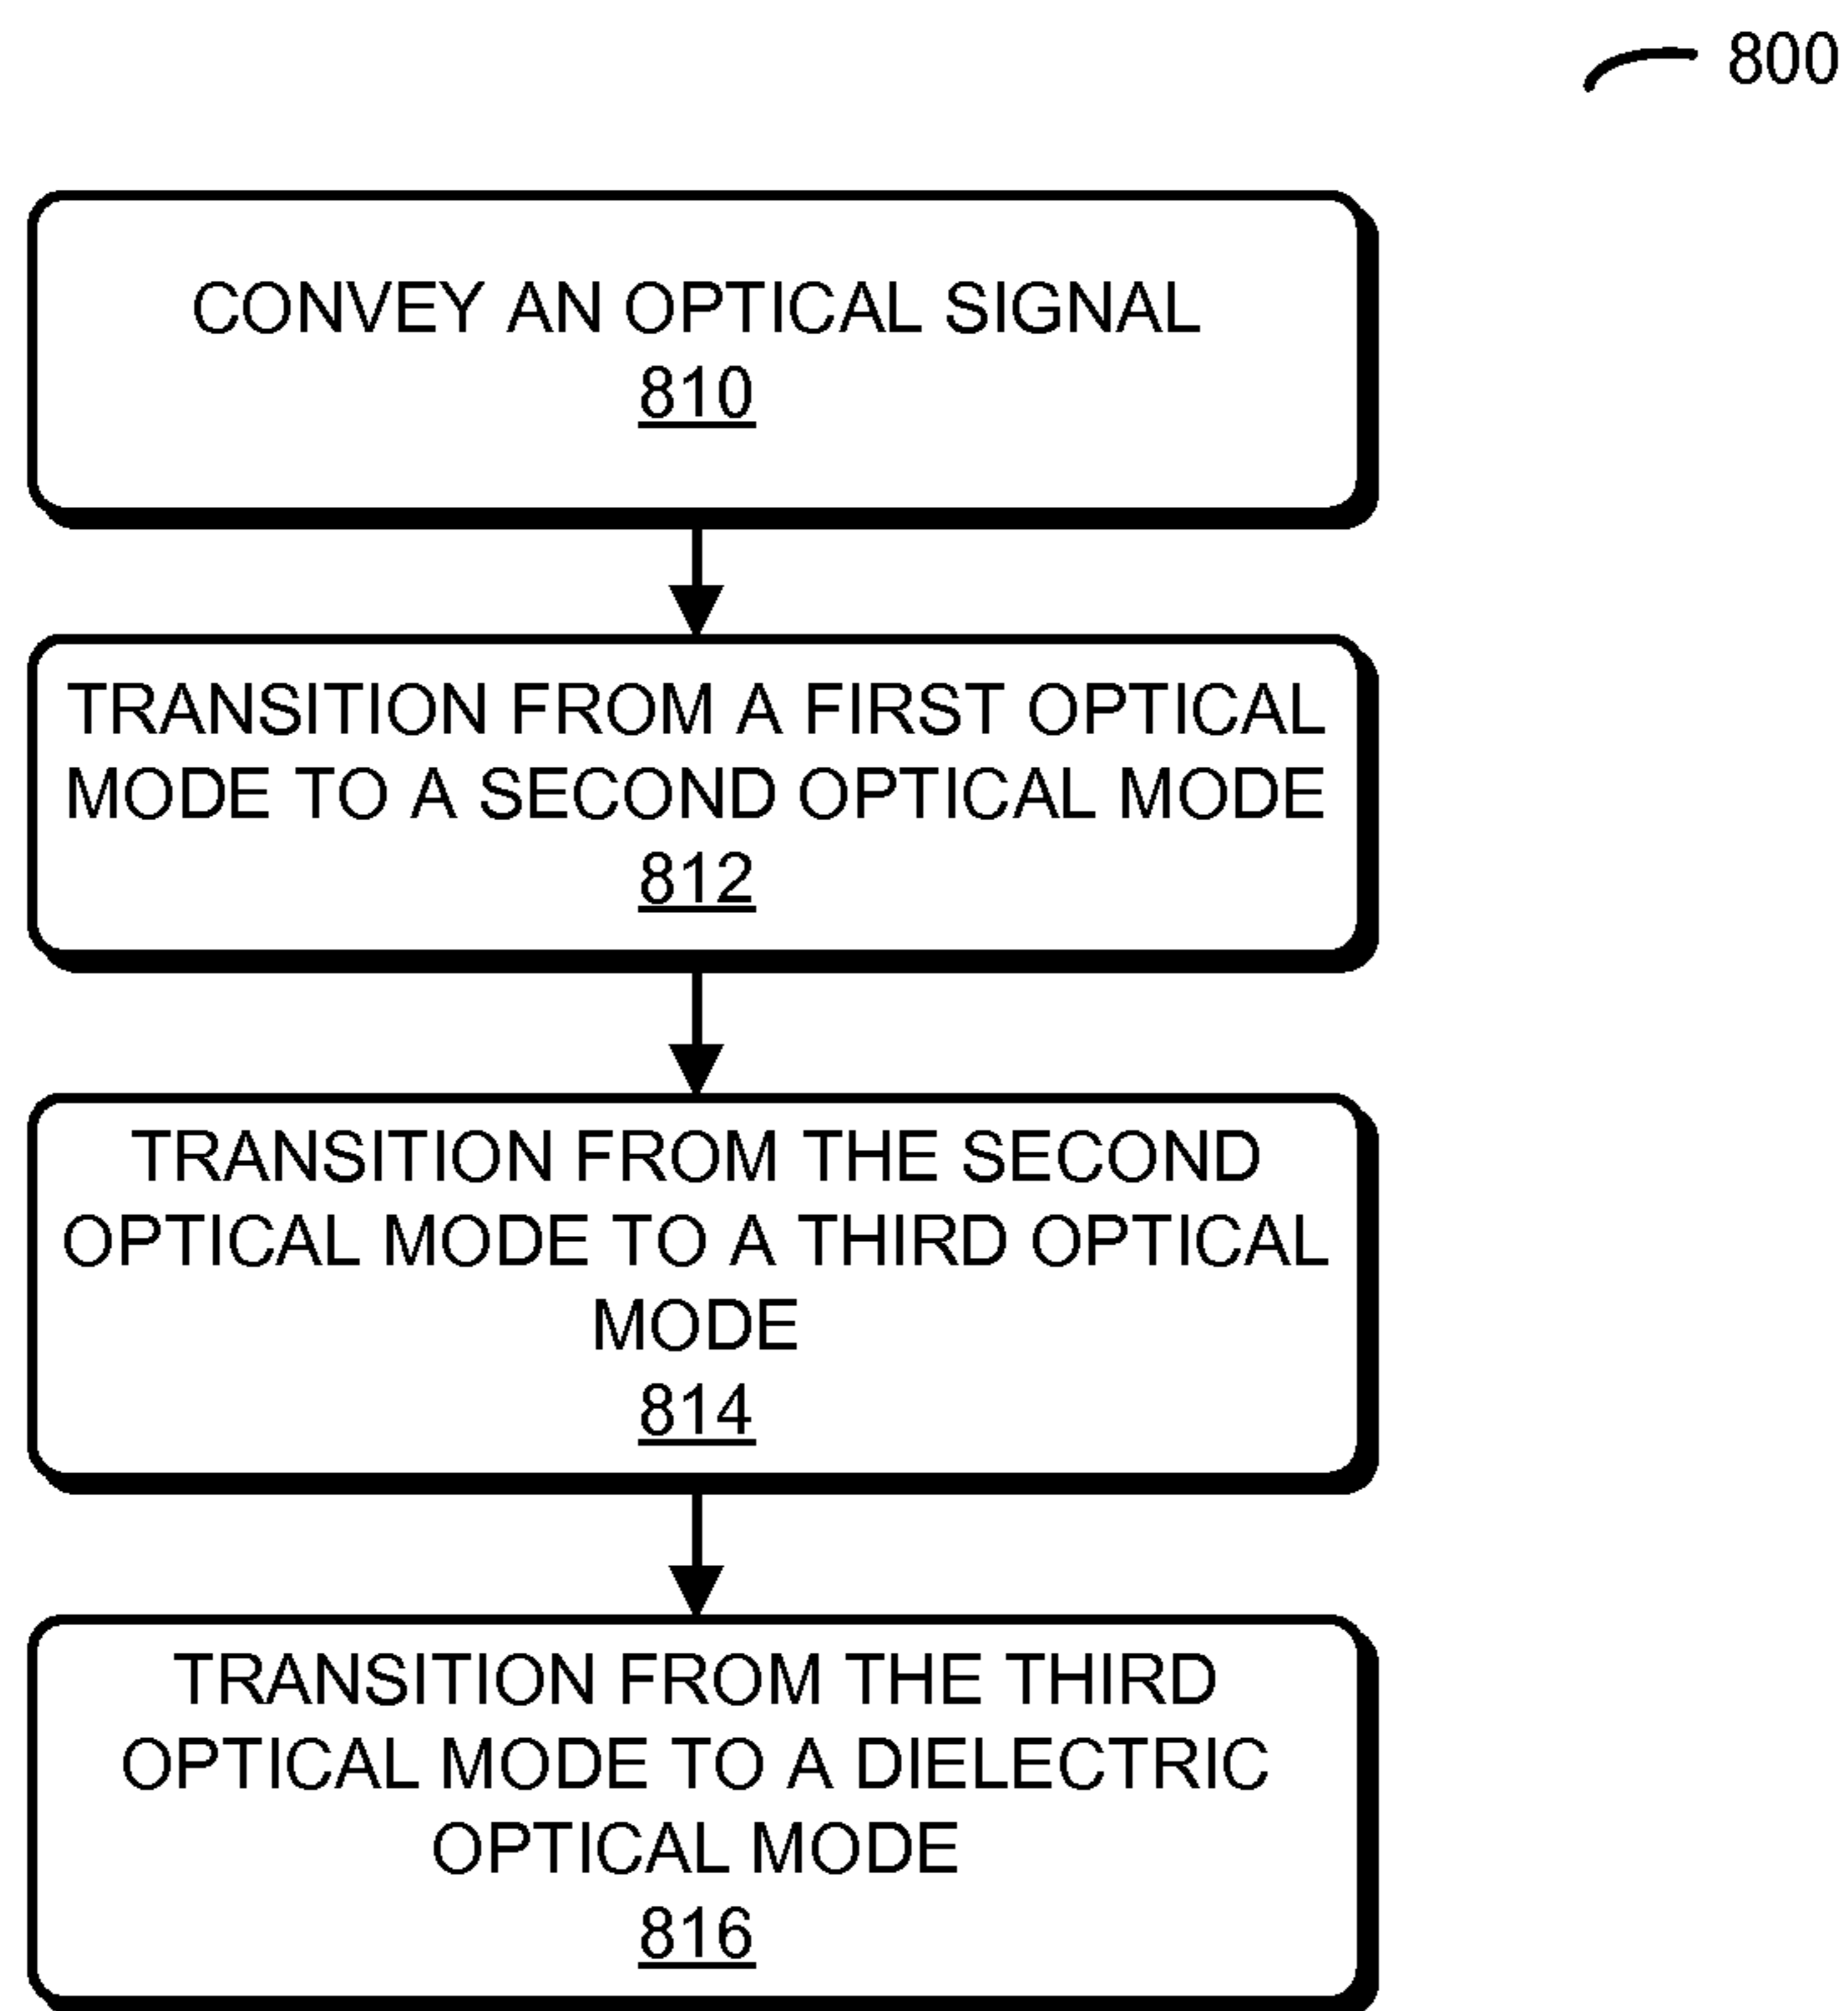 800
CONVEY AN OPTICAL SIGNAL
810
TRANSITION FROM A FIRST OPTICAL
MODE TO A SECOND OPTICAL MODE
812
TRANSITION FROM THE SECOND
OPTICAL MODE TO A THIRD OPTICAL
MODE
814
TRANSITION FROM THE THIRD
OPTICAL MODE TO A DIELECTRIC
OPTICAL MODE
816